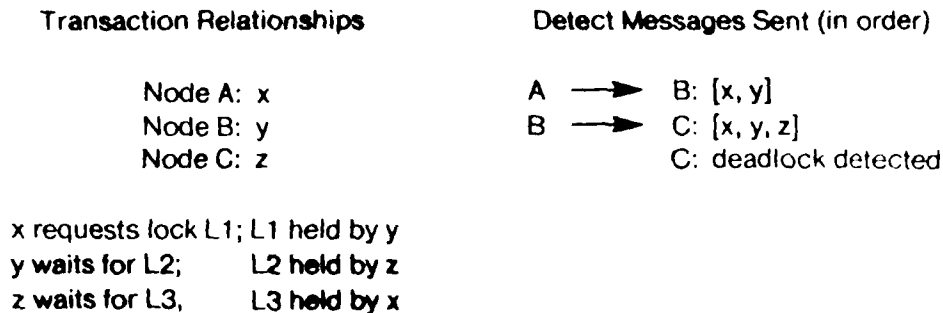 Transaction Relationships
Node A: x
Node B: y
Node C: z
x requests lock L1; L1 held by y
y waits for L2; L2 held by z
z waits for L3, L3 held by x
Detect Messages Sent (in order)
A → B: [x, y]
B → C: [x, y, z]
C: deadlock detected